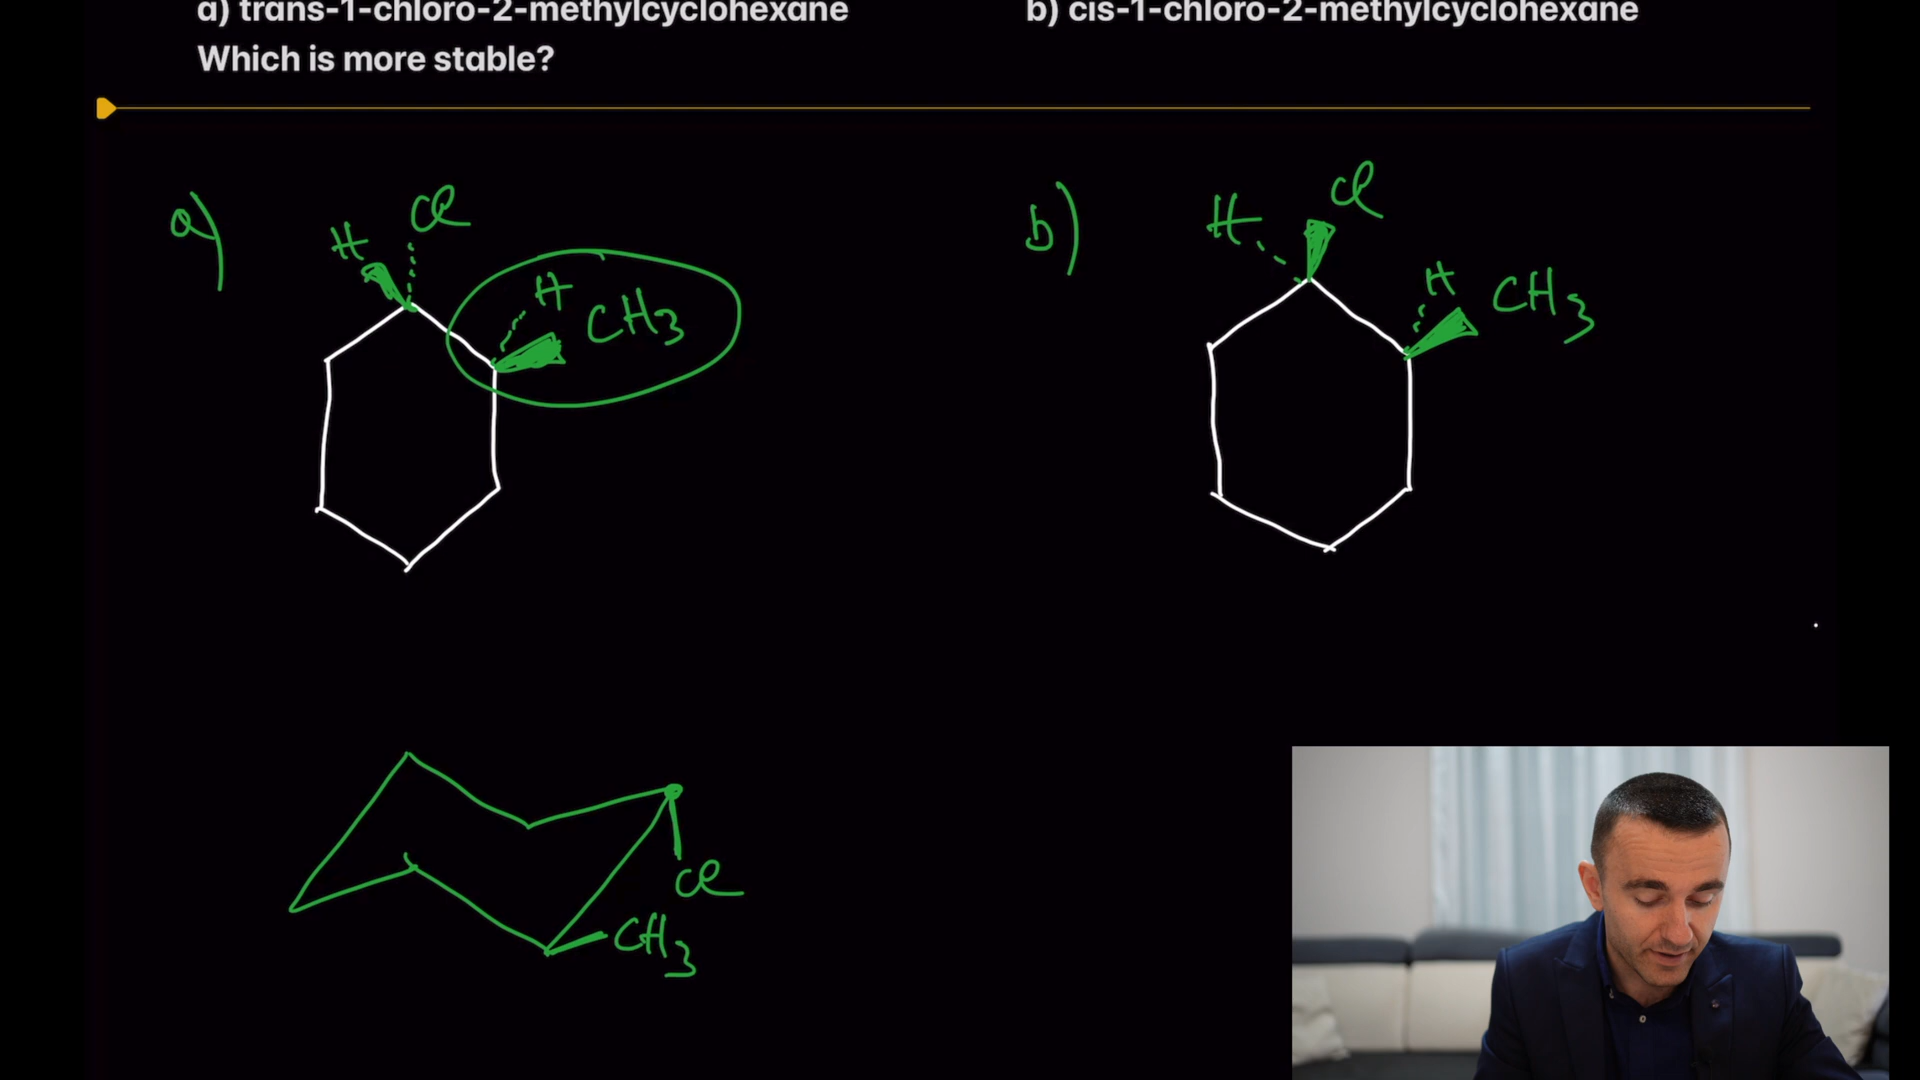 a) trans-1-chloro-2-methylcyclohexane b) cis-1-chloro-2-methylcyclohexane
Which is more stable?
a) H Cl H CH3
b) H Cl H CH3
Cl
CH3